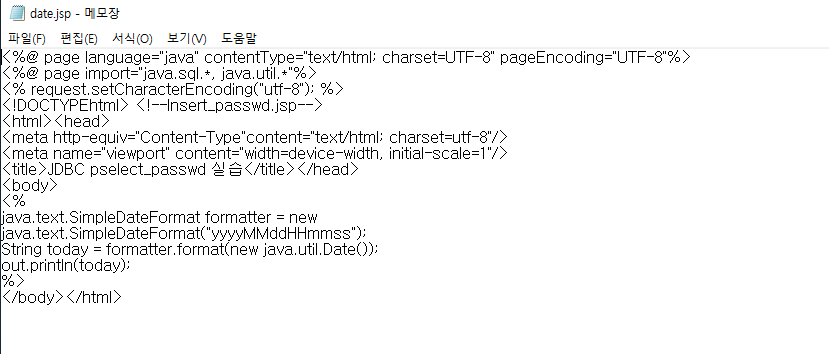 date.jsp - 메모장
파일(F) 편집(E) 서식(O) 보기(V) 도움말
<%@ page language="java" contentType="text/html; charset=UTF-8" pageEncoding="UTF-8"%>
<%@ page import="java.sql.*, java.util.*"%>
<% request.setCharacterEncoding("utf-8"); %>
<!DOCTYPEhtml> <!--Insert_passwd.jsp-->
<html><head>
<meta http-equiv="Content-Type"content="text/html; charset=utf-8"/>
<meta name="viewport" content="width=device-width, initial-scale=1"/>
<title>JDBC pselect_passwd 실습</title></head>
<body>
<%
java.text.SimpleDateFormat formatter = new
java.text.SimpleDateFormat("yyyyMMddHHmmss");
String today = formatter.format(new java.util.Date());
out.println(today);
%>
</body></html>